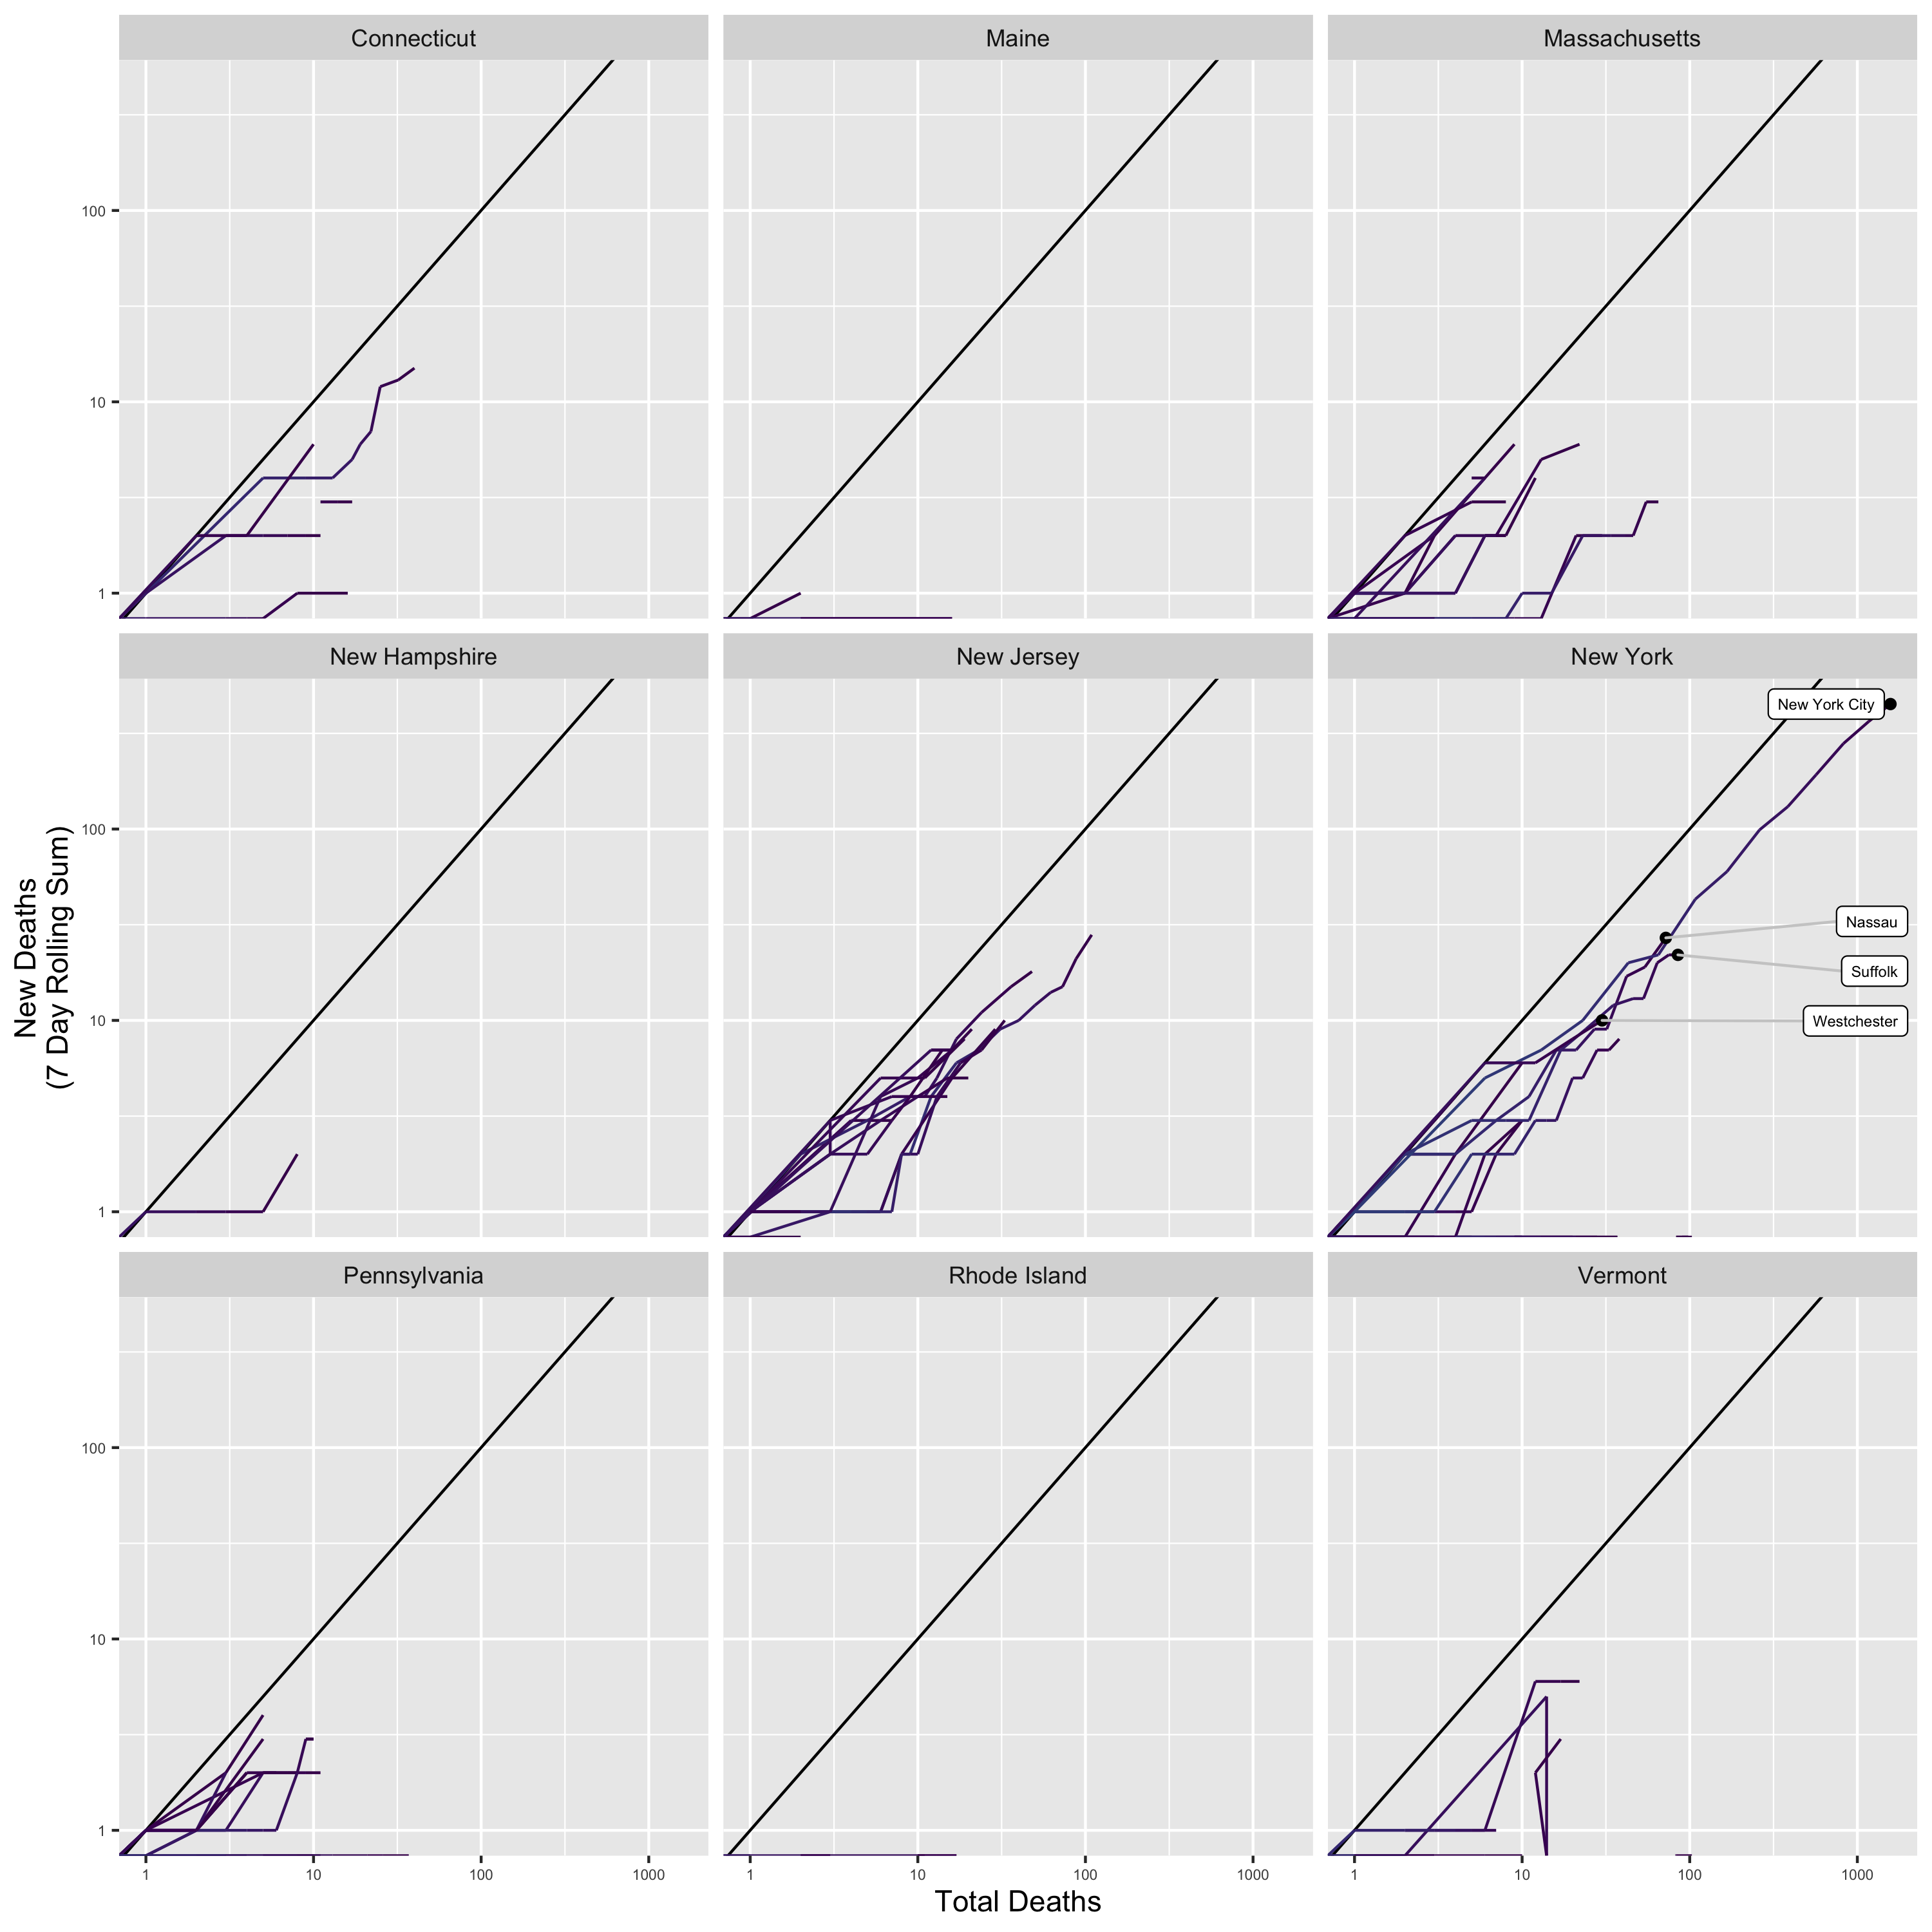 Connecticut
Maine
Massachusetts
100
10
1
New Hampshire
New Jersey
New York
New York City
Nassau
Suffolk
Westchester
100
10
1
New Deaths
(7 Day Rolling Sum)
Pennsylvania
Rhode Island
Vermont
100
10
1
1 10 100 1000
1 10 100 1000
1 10 100 1000
Total Deaths